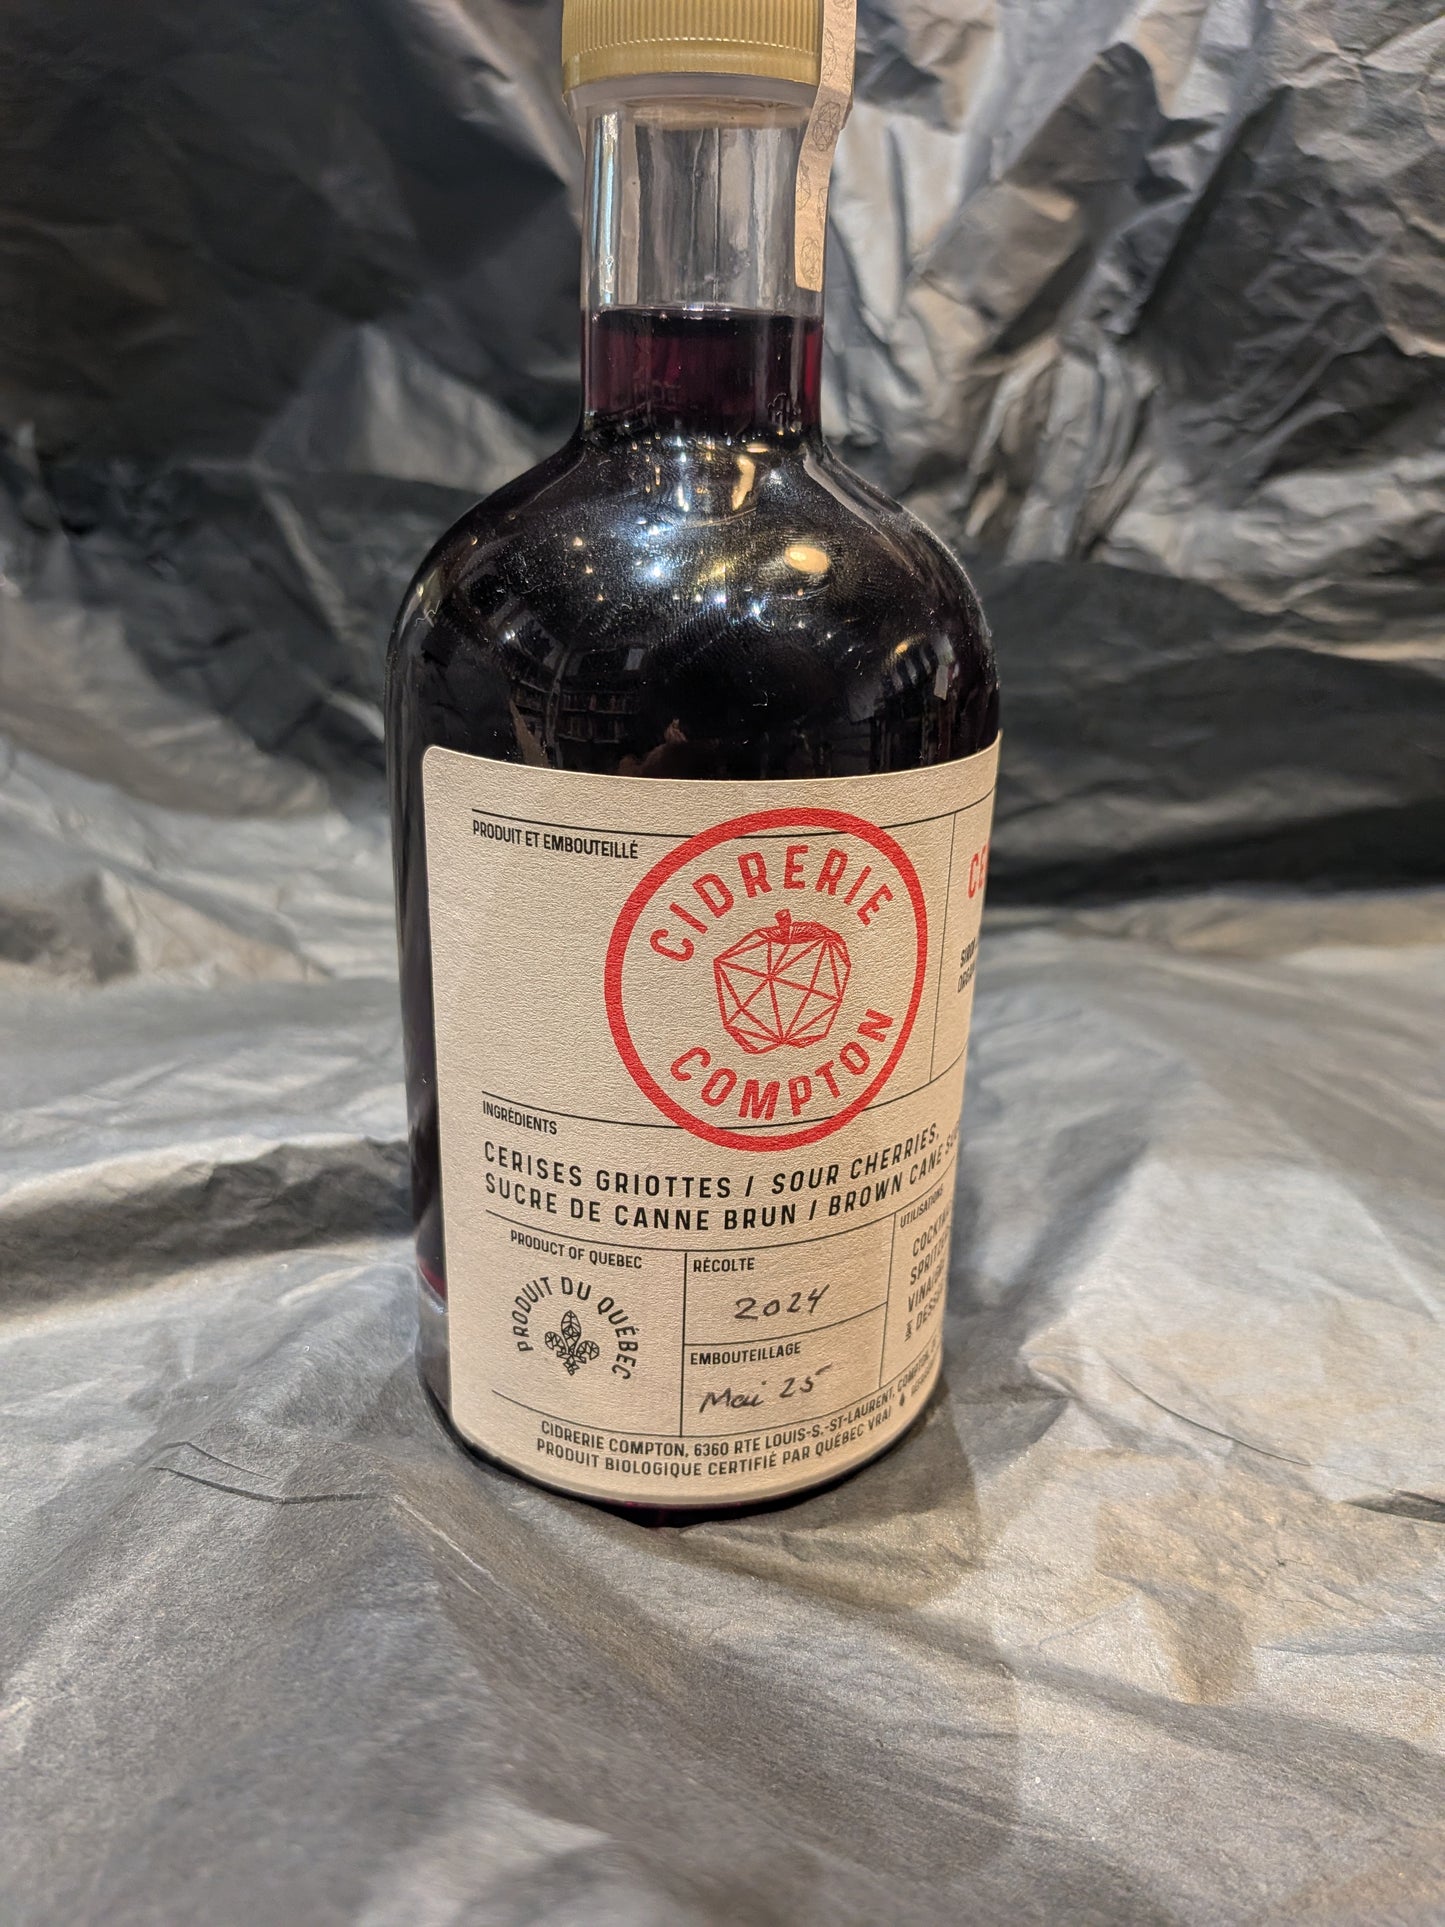 PRODUIT ET EMBOUTEILLÉ
CIDRERIE
COMPTON
INGRÉDIENTS
CERISES GRIOTTES / SOUR CHERRIES,
SUCRE DE CANNE BRUN / BROWN CANE
PRODUCT OF QUEBEC
PRODUIT DU QUÉBEC
RÉCOLTE
2024
EMBOUTEILLAGE
Mai 25
UTILISATIONS
CIDRERIE COMPTON, 6360 RTE LOUIS-S.-ST-LAURENT, COMPTON,
PRODUIT BIOLOGIQUE CERTIFIÉ PAR QUÉBEC VRAI